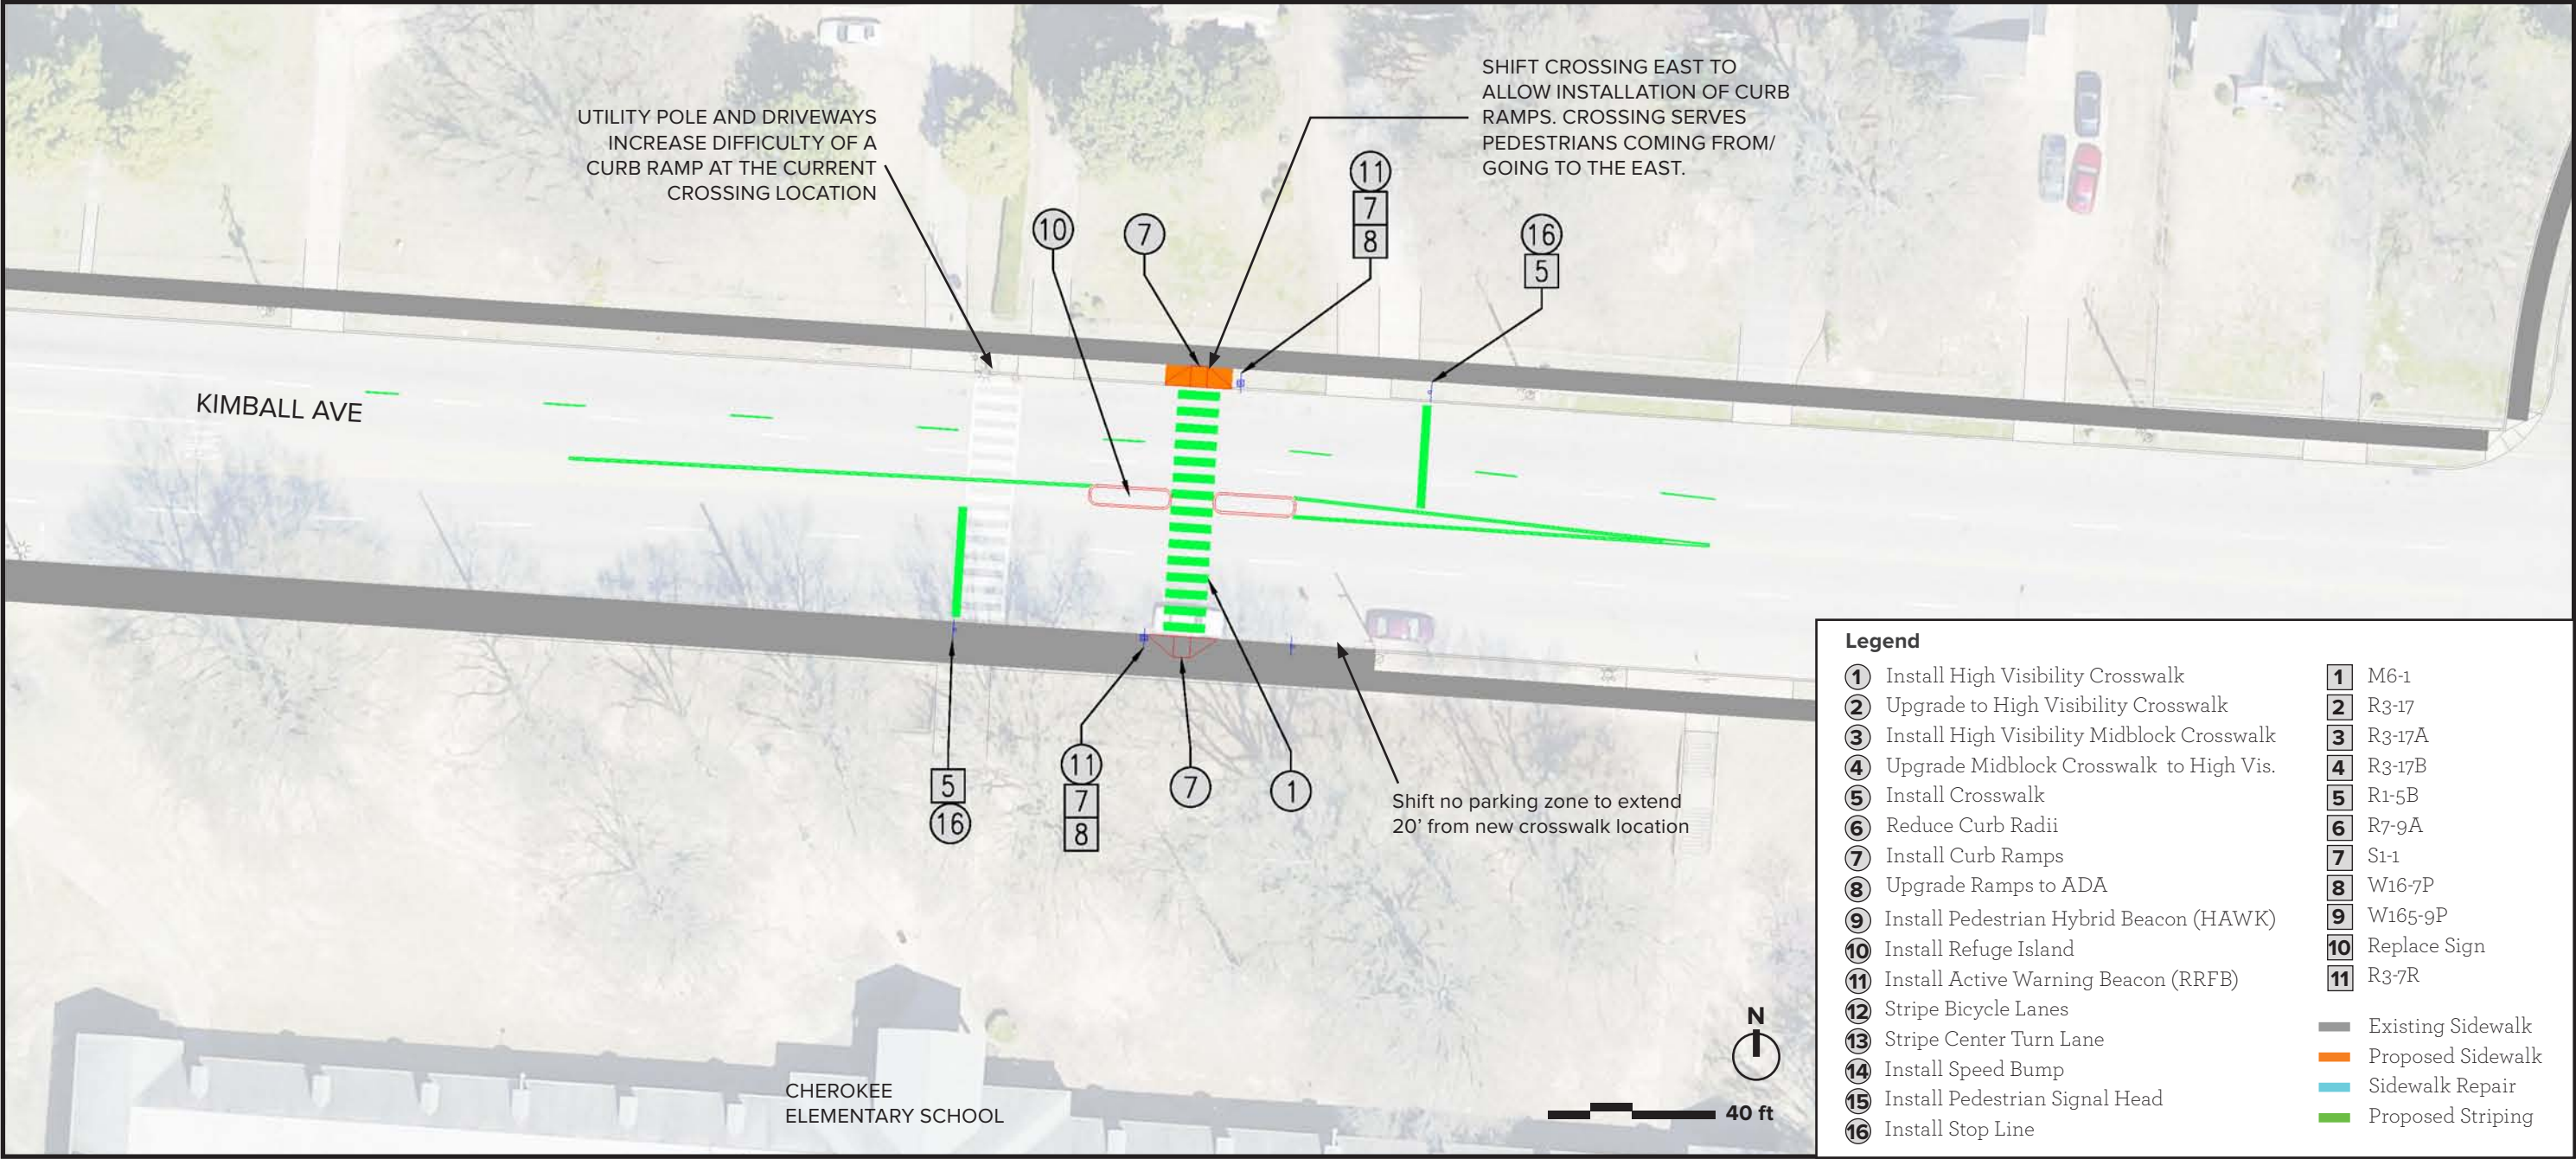 UTILITY POLE AND DRIVEWAYS
INCREASE DIFFICULTY OF A
CURB RAMP AT THE CURRENT
CROSSING LOCATION
SHIFT CROSSING EAST TO
ALLOW INSTALLATION OF CURB
RAMPS. CROSSING SERVES
PEDESTRIANS COMING FROM/
GOING TO THE EAST.
10
7
11
7
8
16
5
KIMBALL AVE
5
16
11
7
8
7
1
Shift no parking zone to extend
20’ from new crosswalk location
CHEROKEE
ELEMENTARY SCHOOL
N
40 ft
Legend
1 Install High Visibility Crosswalk
2 Upgrade to High Visibility Crosswalk
3 Install High Visibility Midblock Crosswalk
4 Upgrade Midblock Crosswalk to High Vis.
5 Install Crosswalk
6 Reduce Curb Radii
7 Install Curb Ramps
8 Upgrade Ramps to ADA
9 Install Pedestrian Hybrid Beacon (HAWK)
10 Install Refuge Island
11 Install Active Warning Beacon (RRFB)
12 Stripe Bicycle Lanes
13 Stripe Center Turn Lane
14 Install Speed Bump
15 Install Pedestrian Signal Head
16 Install Stop Line
1 M6-1
2 R3-17
3 R3-17A
4 R3-17B
5 R1-5B
6 R7-9A
7 S1-1
8 W16-7P
9 W165-9P
10 Replace Sign
11 R3-7R
Existing Sidewalk
Proposed Sidewalk
Sidewalk Repair
Proposed Striping